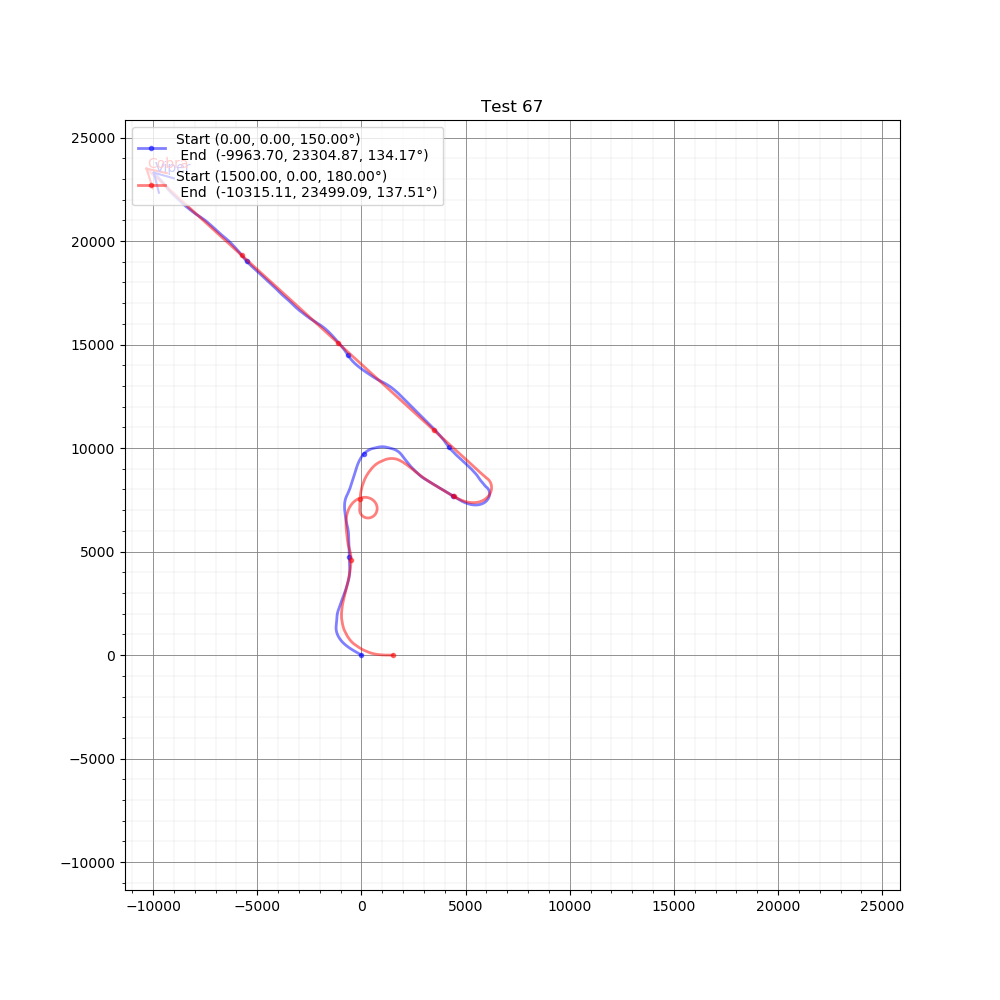 Test 67
Start (0.00, 0.00, 150.00°)
End (-9963.70, 23304.87, 134.17°)
Start (1500.00, 0.00, 180.00°)
End (-10315.11, 23499.09, 137.51°)
25000
20000
15000
10000
5000
0
−5000
−10000
−10000 −5000 0 5000 10000 15000 20000 25000